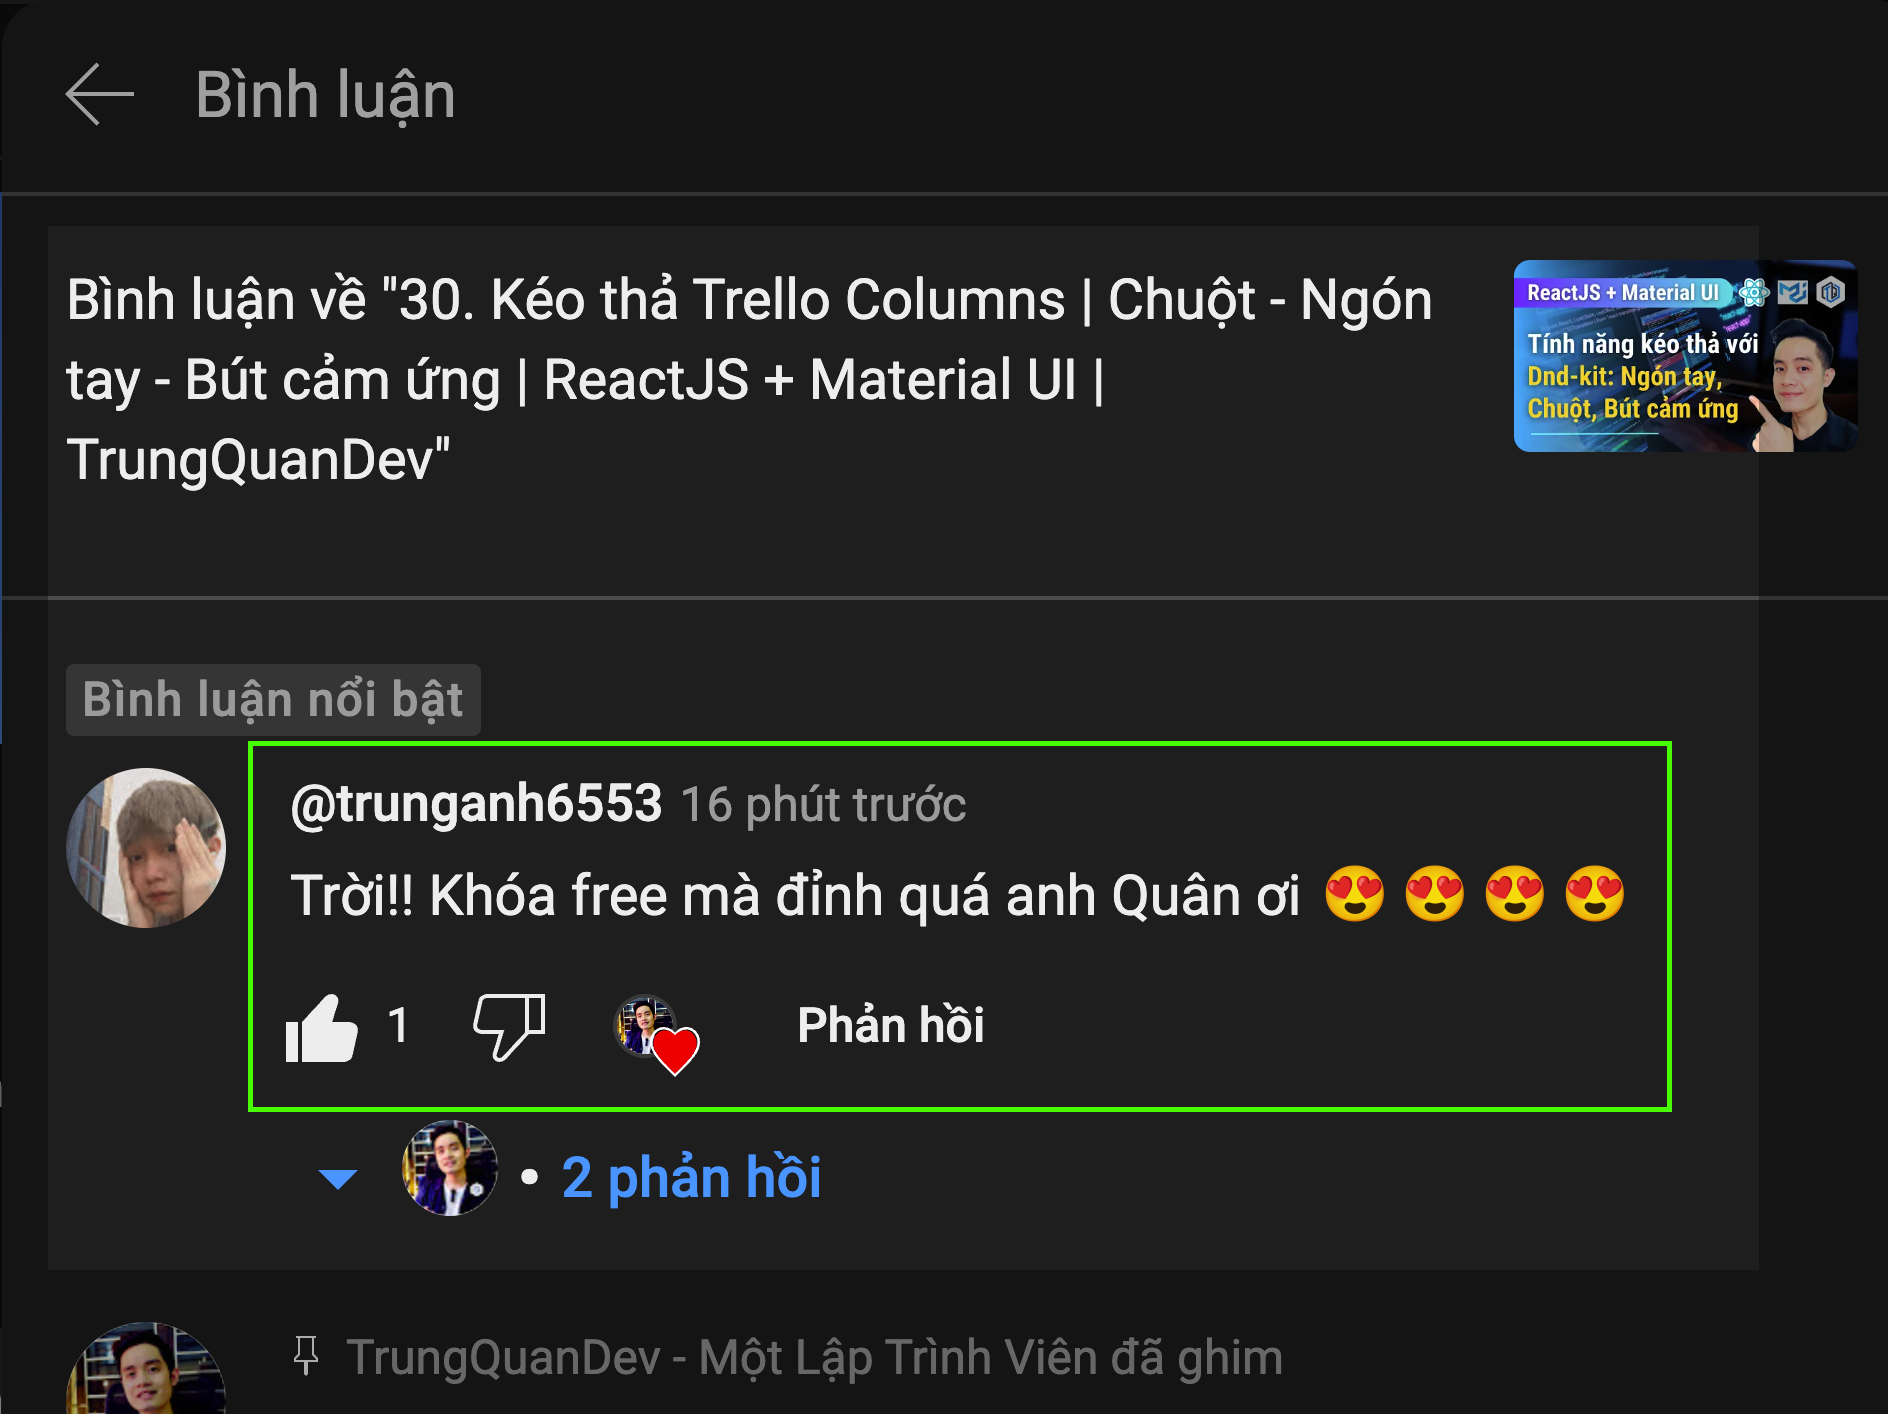 Bình luận
Bình luận về "30. Kéo thả Trello Columns | Chuột - Ngón
tay - Bút cảm ứng | ReactJS + Material UI |
TrungQuanDev"
ReactJS + Material UI
Tính năng kéo thả với
Dnd-kit: Ngón tay,
Chuột, Bút cảm ứng
Bình luận nổi bật
@trunganh6553 16 phút trước
Trời!! Khóa free mà đỉnh quá anh Quân ơi 😍 😍 😍 😍
1
Phản hồi
• 2 phản hồi
TrungQuanDev - Một Lập Trình Viên đã ghim